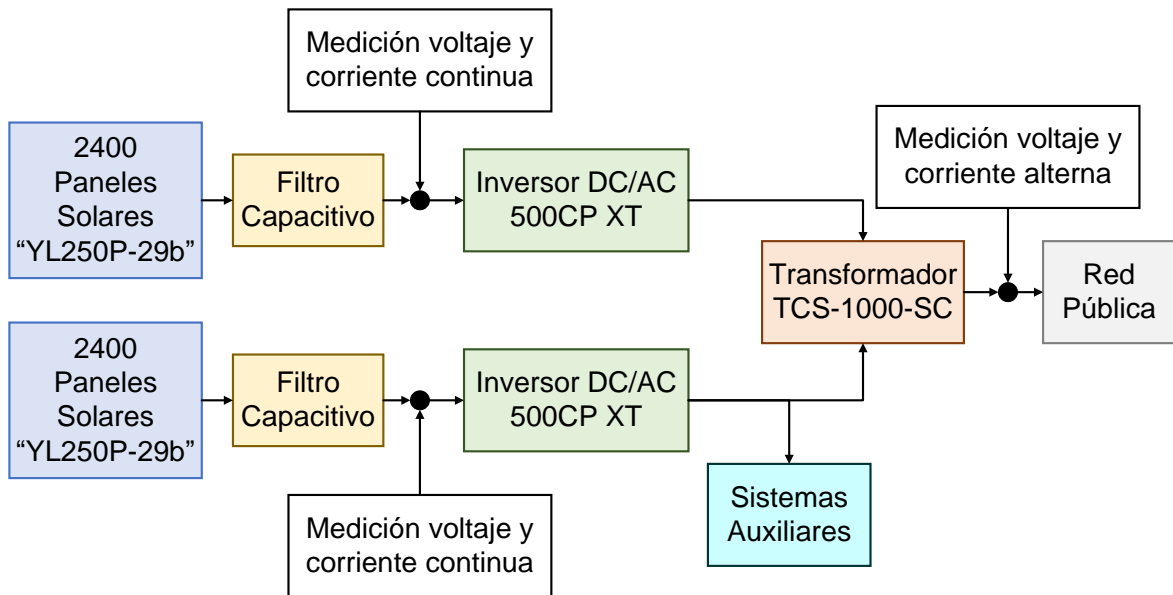 Medición voltaje y
corriente continua
2400
Paneles
Solares
“YL250P-29b”
Filtro
Capacitivo
Inversor DC/AC
500CP XT
Medición voltaje y
corriente alterna
Transformador
TCS-1000-SC
Red
Pública
2400
Paneles
Solares
“YL250P-29b”
Filtro
Capacitivo
Inversor DC/AC
500CP XT
Medición voltaje y
corriente continua
Sistemas
Auxiliares